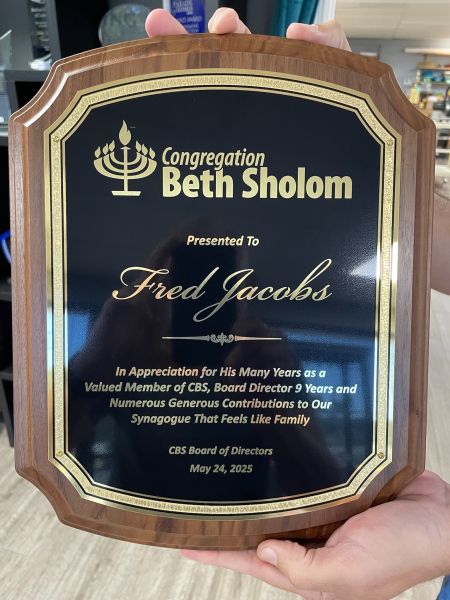 Congregation
Beth Sholom
Presented To
Fred Jacobs
In Appreciation for His Many Years as a
Valued Member of CBS, Board Director 9 Years and
Numerous Generous Contributions to Our
Synagogue That Feels Like Family
CBS Board of Directors
May 24, 2025